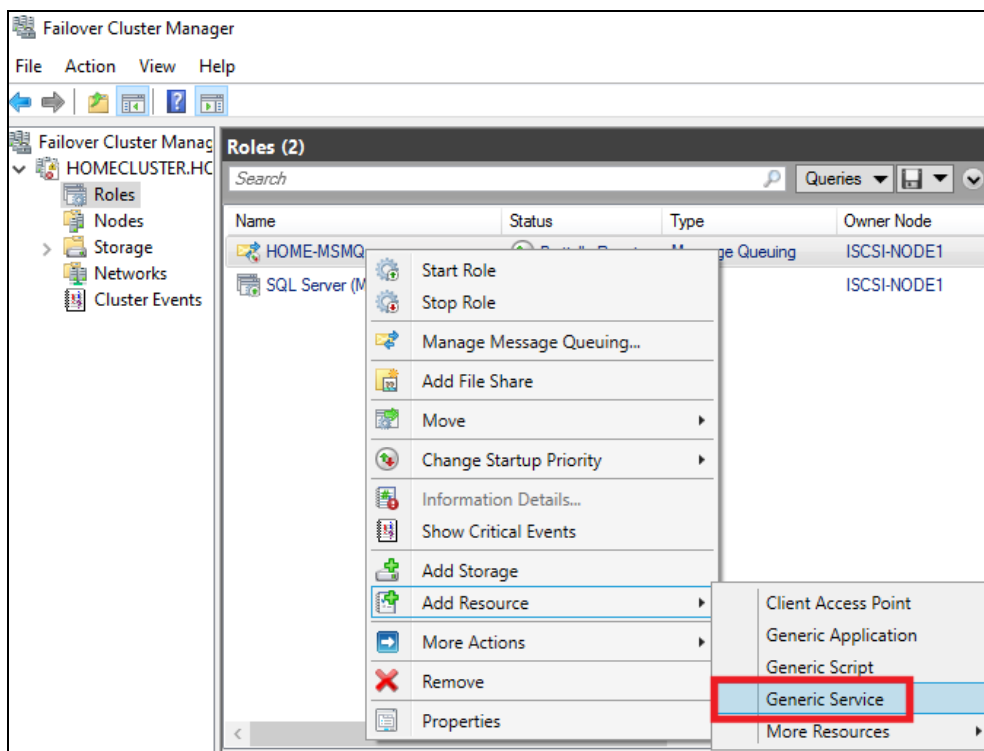 Failover Cluster Manager
File Action View Help
Failover Cluster Manag
HOMECLUSTER.HC
Roles
Nodes
Storage
Networks
Cluster Events
Roles (2)
Search
Queries
Name Status Type Owner Node
HOME-MSMQ ge Queuing ISCSI-NODE1
SQL Server (M ISCSI-NODE1
Start Role
Stop Role
Manage Message Queuing...
Add File Share
Move
Change Startup Priority
Information Details...
Show Critical Events
Add Storage
Add Resource
More Actions
Remove
Properties
Client Access Point
Generic Application
Generic Script
Generic Service
More Resources